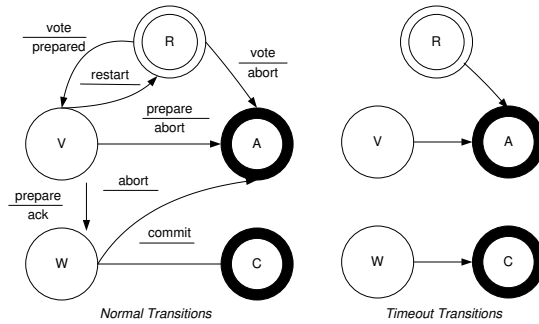 R
vote
prepared
restart
vote
abort
V
prepare
abort
A
prepare
ack
abort
W
commit
C
Normal Transitions
R
V
A
W
C
Timeout Transitions